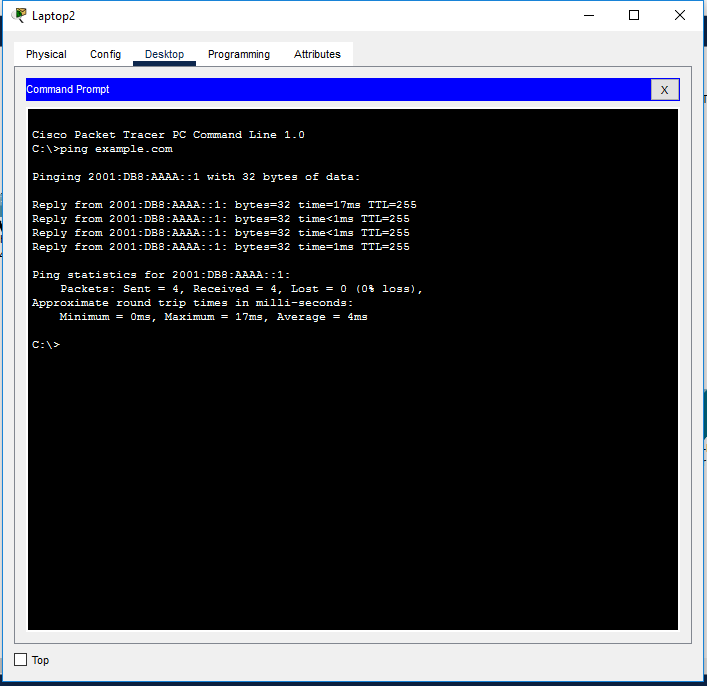 Laptop2
Physical Config Desktop Programming Attributes
Command Prompt X
Cisco Packet Tracer PC Command Line 1.0
C:\>ping example.com
Pinging 2001:DB8:AAAA::1 with 32 bytes of data:
Reply from 2001:DB8:AAAA::1: bytes=32 time=17ms TTL=255
Reply from 2001:DB8:AAAA::1: bytes=32 time<1ms TTL=255
Reply from 2001:DB8:AAAA::1: bytes=32 time<1ms TTL=255
Reply from 2001:DB8:AAAA::1: bytes=32 time=1ms TTL=255
Ping statistics for 2001:DB8:AAAA::1:
Packets: Sent = 4, Received = 4, Lost = 0 (0% loss),
Approximate round trip times in milli-seconds:
Minimum = 0ms, Maximum = 17ms, Average = 4ms
C:\>
Top